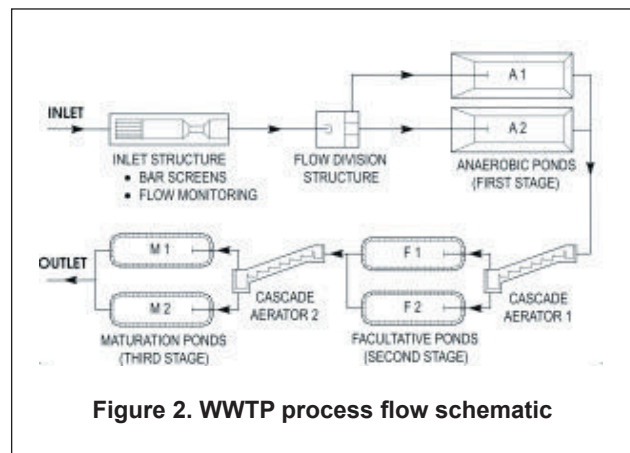 INLET
INLET STRUCTURE
• BAR SCREENS
• FLOW MONITORING
FLOW DIVISION
STRUCTURE
A 1
A 2
ANAEROBIC PONDS
(FIRST STAGE)
CASCADE
AERATOR 1
F 1
F 2
FACULTATIVE PONDS
(SECOND STAGE)
CASCADE
AERATOR 2
M 1
M 2
MATURATION PONDS
(THIRD STAGE)
OUTLET
Figure 2. WWTP process flow schematic